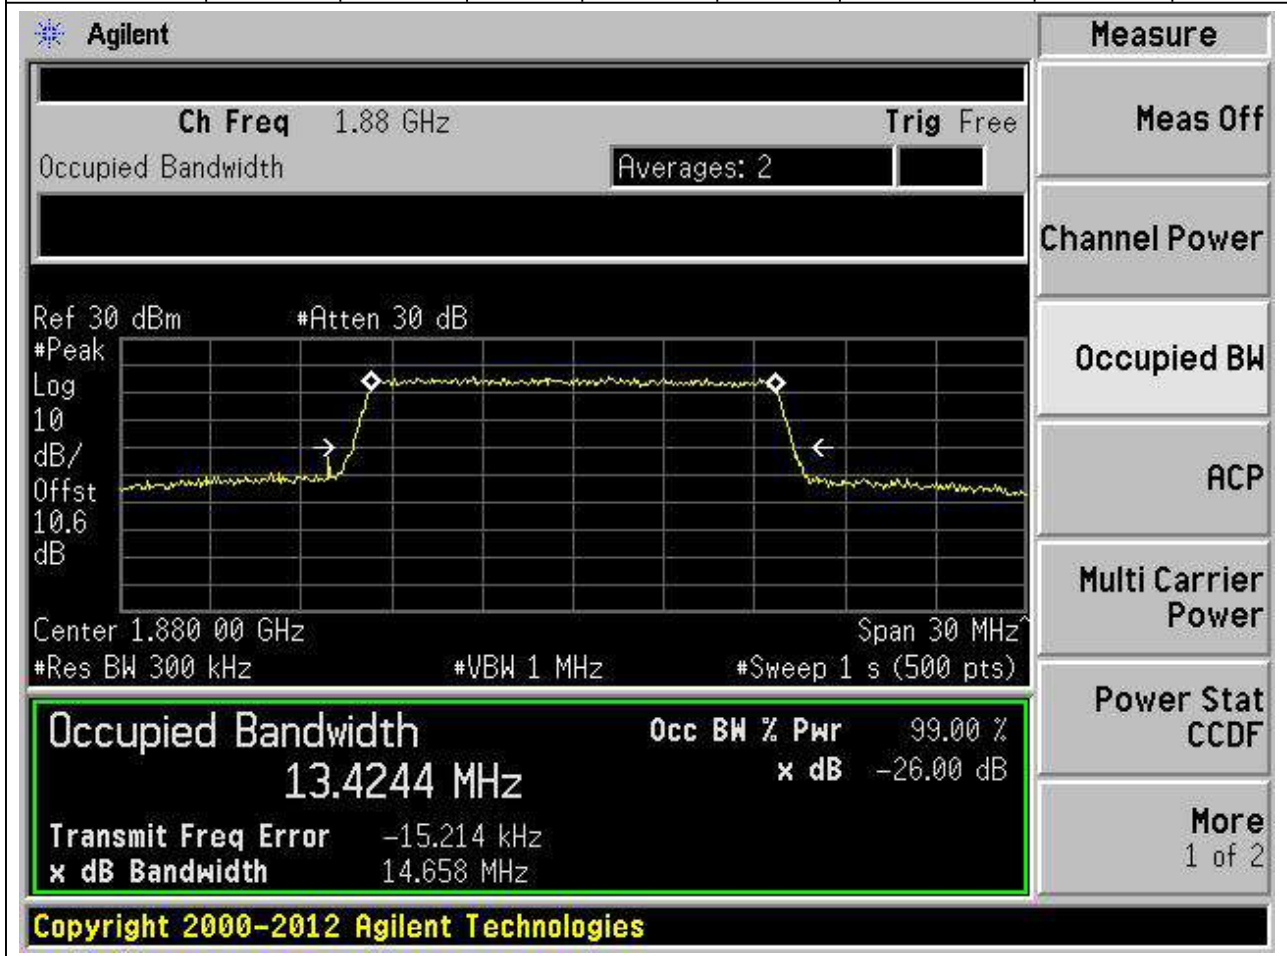 Agilent
Measure
Ch Freq 1.88 GHz Trig Free
Meas Off
Occupied Bandwidth Averages: 2
Channel Power
Ref 30 dBm #Atten 30 dB
#Peak
Log
10
dB/
Offst
10.6
dB
Occupied BW
ACP
Multi Carrier
Power
Center 1.880 00 GHz Span 30 MHz^
#Res BW 300 kHz #VBW 1 MHz #Sweep 1 s (500 pts)
Power Stat
CCDF
Occupied Bandwidth Occ BW % Pwr 99.00 %
13.4244 MHz x dB -26.00 dB
Transmit Freq Error -15.214 kHz
x dB Bandwidth 14.658 MHz
More
1 of 2
Copyright 2000-2012 Agilent Technologies